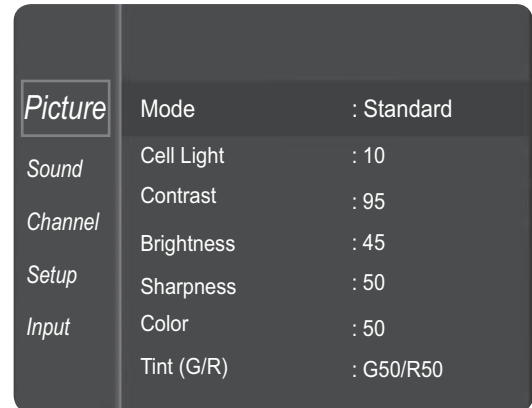 Picture
Sound
Channel
Setup
Input
Mode : Standard
Cell Light : 10
Contrast : 95
Brightness : 45
Sharpness : 50
Color : 50
Tint (G/R) : G50/R50